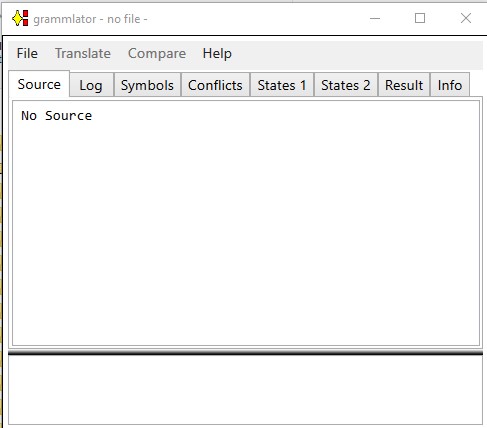 grammlator - no file -
File Translate Compare Help
Source Log Symbols Conflicts States 1 States 2 Result Info
No Source